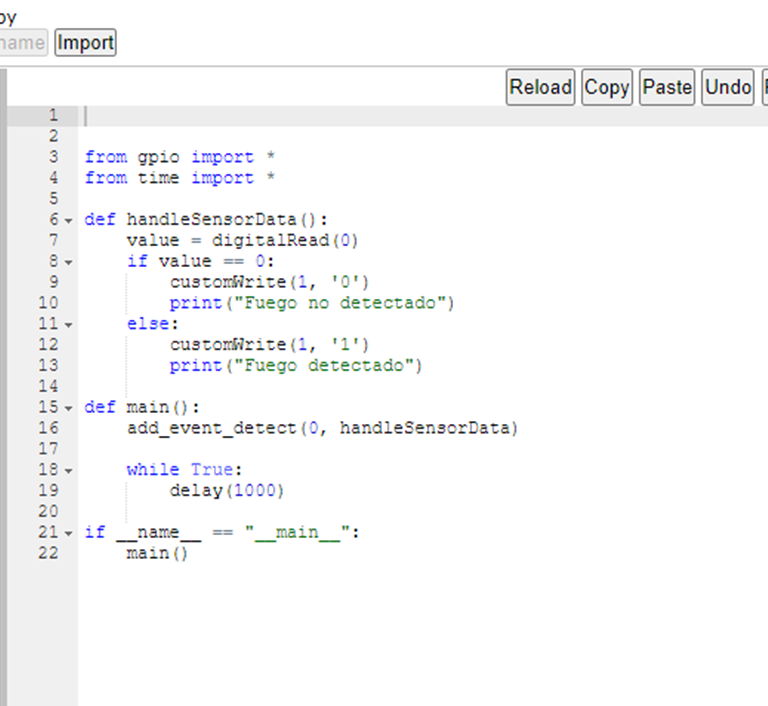 py
name Import
Reload Copy Paste Undo
1
2
3 from gpio import *
4 from time import *
5
6 def handleSensorData():
7     value = digitalRead(0)
8     if value == 0:
9         customWrite(1, '0')
10         print("Fuego no detectado")
11     else:
12         customWrite(1, '1')
13         print("Fuego detectado")
14
15 def main():
16     add_event_detect(0, handleSensorData)
17
18     while True:
19         delay(1000)
20
21 if __name__ == "__main__":
22     main()